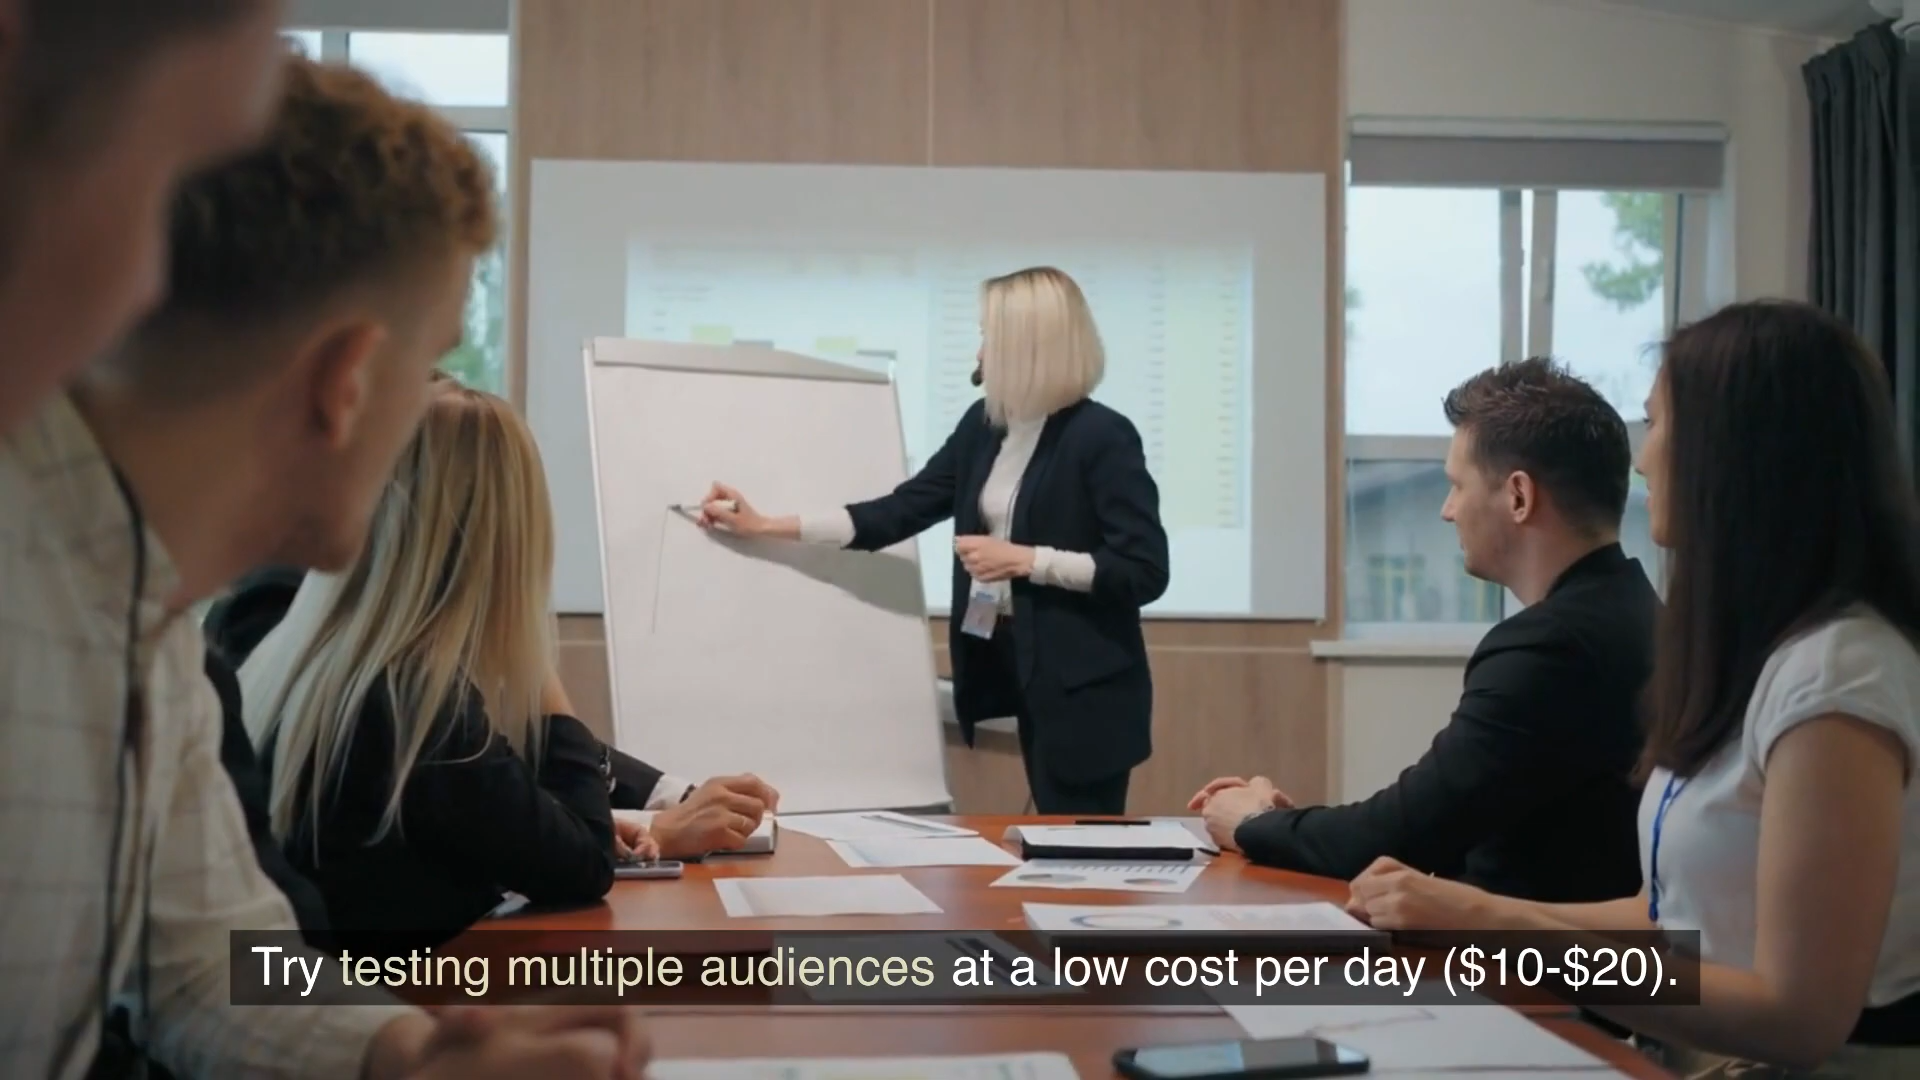 Try testing multiple audiences at a low cost per day ($10-$20).